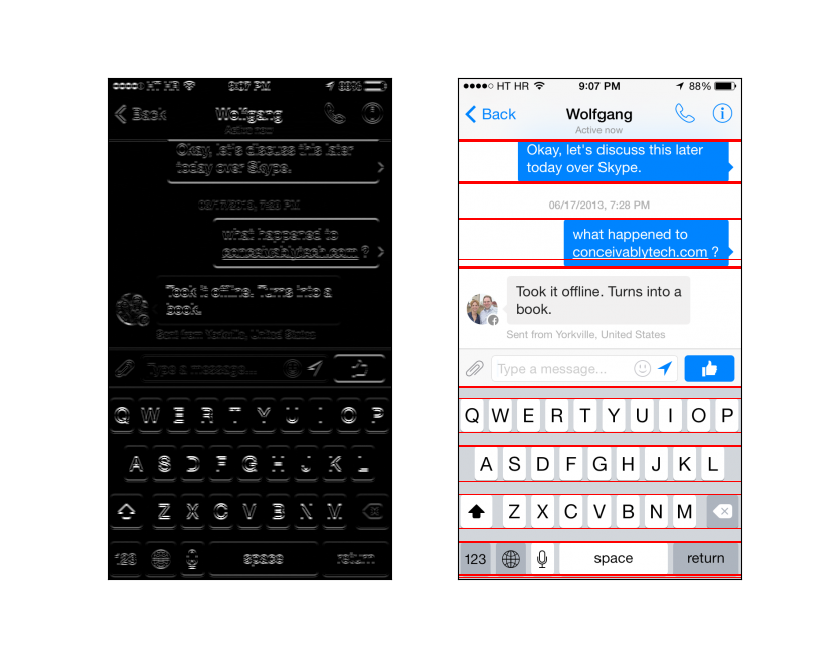 HT HR 9:07 PM 88%
Back Wolfgang
Active now
Okay, let's discuss this later
today over Skype.
06/17/2013, 7:28 PM
what happened to
conceivablytech.com ?
Took it offline. Turns into a
book.
Sent from Yorkville, United States
Type a message...
Q W E R T Y U I O P
A S D F G H J K L
Z X C V B N M
123 space return
HT HR 9:07 PM 88%
Back Wolfgang i
Active now
Okay, let's discuss this later
today over Skype.
06/17/2013, 7:28 PM
what happened to
conceivablytech.com ?
Took it offline. Turns into a
book.
Sent from Yorkville, United States
Type a message...
Q W E R T Y U I O P
A S D F G H J K L
Z X C V B N M
123 space return